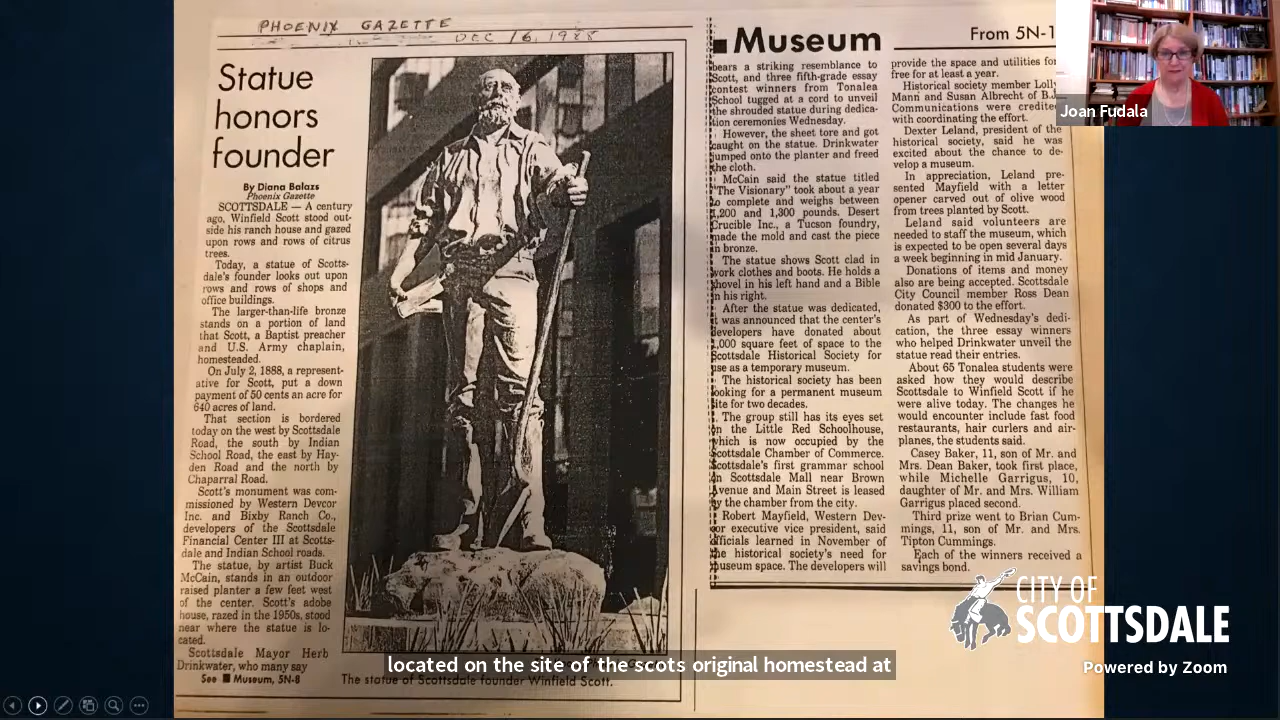 PHOENIX GAZETTE
DEC 16, 1988
Statue
honors
founder
By Diana Balazs
Phoenix Gazette
SCOTTSDALE — A century
ago, Winfield Scott stood out-
side his ranch house and gazed
upon rows and rows of citrus
trees.
Today, a statue of Scotts-
dale's founder looks out upon
rows and rows of shops and
office buildings.
The larger-than-life bronze
stands on a portion of land
that Scott, a Baptist preacher
and U.S. Army chaplain,
homesteaded.
On July 2, 1888, a represent-
ative for Scott, put a down
payment of 50 cents an acre for
640 acres of land.
That section is bordered
today on the west by Scottsdale
Road, the south by Indian
School Road, the east by Hay-
den Road and the north by
Chaparral Road.
Scott's monument was com-
missioned by Western Devcor
Inc. and Bixby Ranch Co.,
developers of the Scottsdale
Financial Center III at Scotts-
dale and Indian School roads.
The statue, by artist Buck
McCain, stands in an outdoor
raised planter a few feet west
of the center. Scott's adobe
house, razed in the 1950s, stood
near where the statue is lo-
cated.
Scottsdale Mayor Herb
Drinkwater, who many say
See ■ Museum, 5N-8
The statue of Scottsdale founder Winfield Scott.
■ Museum
From 5N-1
bears a striking resemblance to
Scott, and three fifth-grade essay
contest winners from Tonalea
School tugged at a cord to unveil
the shrouded statue during dedica-
tion ceremonies Wednesday.
However, the sheet tore and got
caught on the statue. Drinkwater
jumped onto the planter and freed
the cloth.
McCain said the statue titled
"The Visionary" took about a year
to complete and weighs between
1,200 and 1,300 pounds. Desert
Crucible Inc., a Tucson foundry,
made the mold and cast the piece
in bronze.
The statue shows Scott clad in
work clothes and boots. He holds a
shovel in his left hand and a Bible
in his right.
After the statue was dedicated,
it was announced that the center's
developers have donated about
,000 square feet of space to the
Scottsdale Historical Society for
use as a temporary museum.
The historical society has been
looking for a permanent museum
site for two decades.
The group still has its eyes set
on the Little Red Schoolhouse,
which is now occupied by the
Scottsdale Chamber of Commerce.
Scottsdale's first grammar school
on Scottsdale Mall near Brown
Avenue and Main Street is leased
by the chamber from the city.
Robert Mayfield, Western Dev-
cor executive vice president, said
officials learned in November of
the historical society's need for
museum space. The developers will
provide the space and utilities for
free for at least a year.
Historical society member Lolly
Mann and Susan Albrecht of B.J.
Communications were credited
with coordinating the effort.
Dexter Leland, president of the
historical society, said he was
excited about the chance to de-
velop a museum.
In appreciation, Leland pre-
sented Mayfield with a letter
opener carved out of olive wood
from trees planted by Scott.
Leland said volunteers are
needed to staff the museum, which
is expected to be open several days
a week beginning in mid January.
Donations of items and money
also are being accepted. Scottsdale
City Council member Ross Dean
donated $300 to the effort.
As part of Wednesday's dedi-
cation, the three essay winners
who helped Drinkwater unveil the
statue read their entries.
About 65 Tonalea students were
asked how they would describe
Scottsdale to Winfield Scott if he
were alive today. The changes he
would encounter include fast food
restaurants, hair curlers and air-
planes, the students said.
Casey Baker, 11, son of Mr. and
Mrs. Dean Baker, took first place,
while Michelle Garrigus, 10,
daughter of Mr. and Mrs. William
Garrigus placed second.
Third prize went to Brian Cum-
mings, 11, son of Mr. and Mrs.
Tipton Cummings.
Each of the winners received a
savings bond.
Joan Fudala
CITY OF
SCOTTSDALE
Powered by Zoom
located on the site of the scots original homestead at